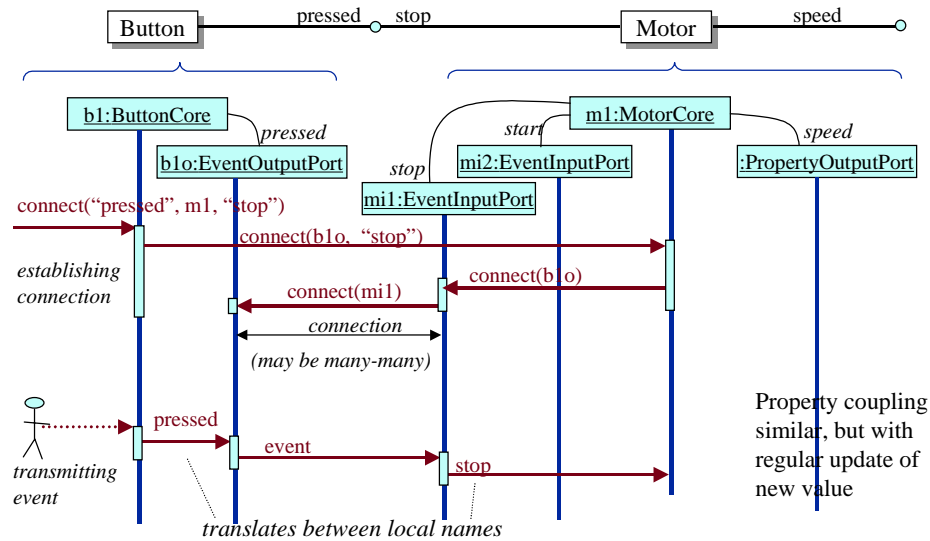 pressed
stop
speed
Button
Motor
b1:ButtonCore
m1:MotorCore
pressed
start
speed
b1o:EventOutputPort
stop
mi2:EventInputPort
:PropertyOutputPort
mi1:EventInputPort
connect(“pressed”, m1, “stop”)
connect(b1o, “stop”)
establishing
connection
connect(b1o)
connect(mi1)
connection
(may be many-many)
Property coupling
similar, but with
regular update of
new value
pressed
event
stop
transmitting
event
translates between local names